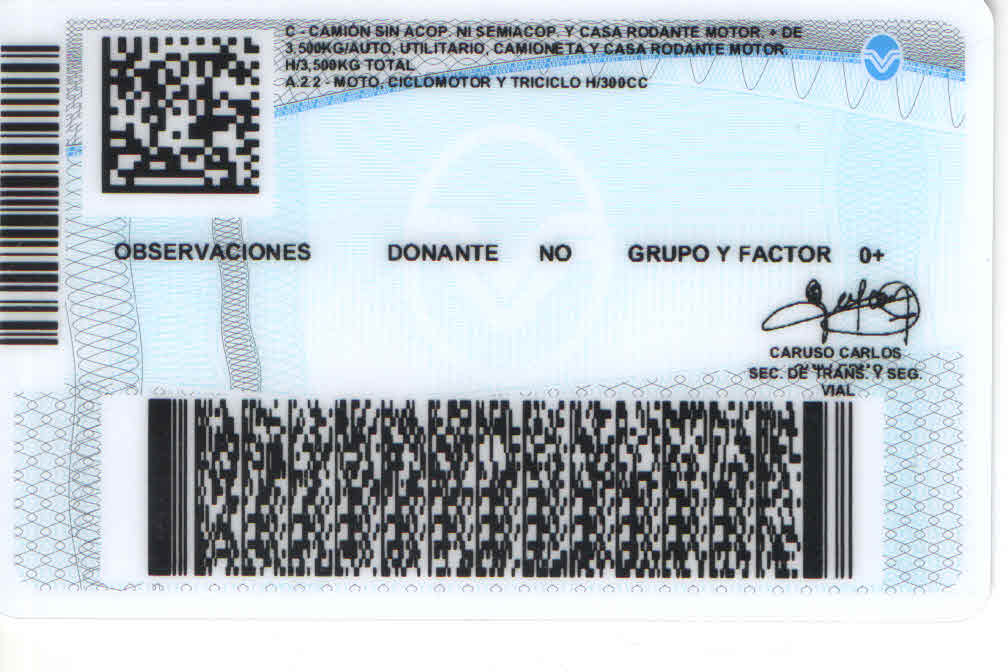 C - CAMIÓN SIN ACOP. NI SEMIACOP. Y CASA RODANTE MOTOR. + DE
3,500KG/AUTO, UTILITARIO, CAMIONETA Y CASA RODANTE MOTOR.
H/3,500KG TOTAL
A.2.2 - MOTO, CICLOMOTOR Y TRICICLO H/300CC
OBSERVACIONES DONANTE NO GRUPO Y FACTOR 0+
CARUSO CARLOS
SEC. DE TRANS. Y SEG.
VIAL